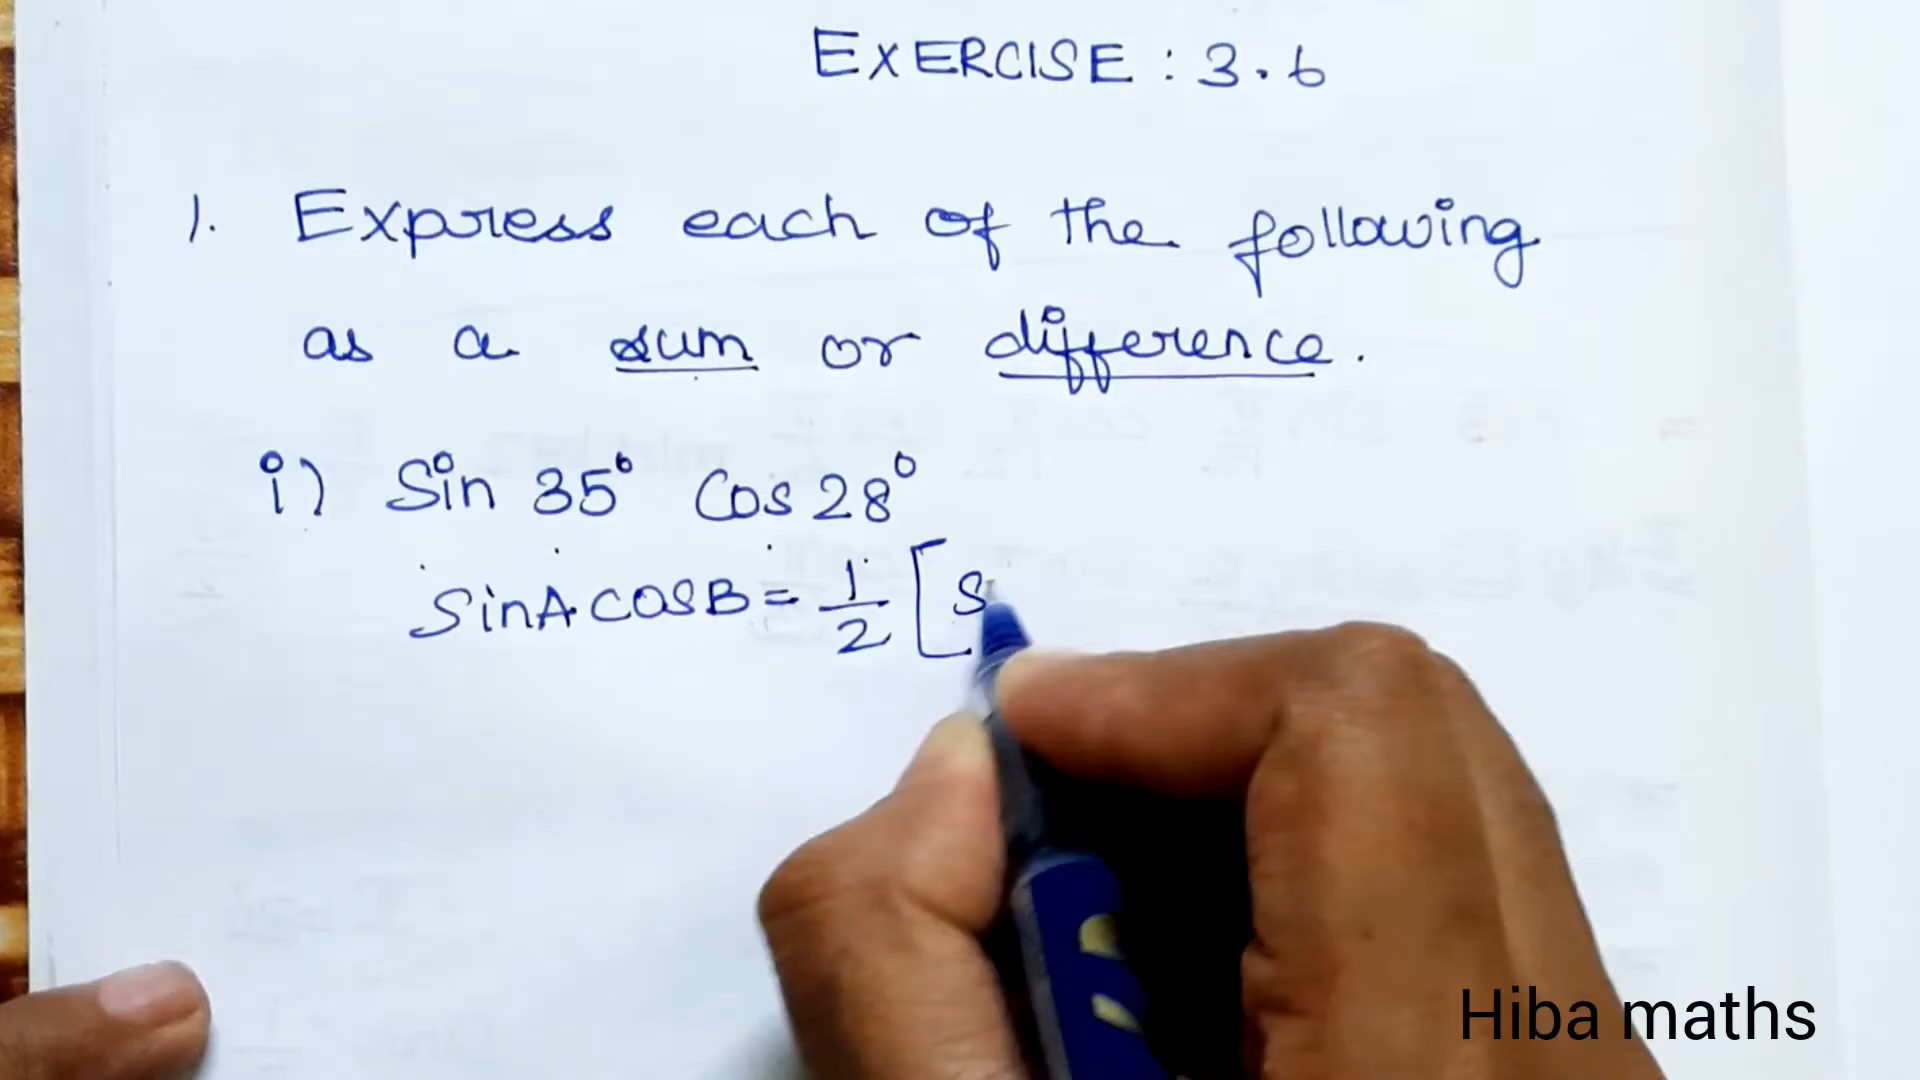 EXERCISE : 3.6
1. Express each of the following
as a sum or difference.
i) Sin 35° Cos 28°
sinA cosB = 1/2 [ S
Hiba maths